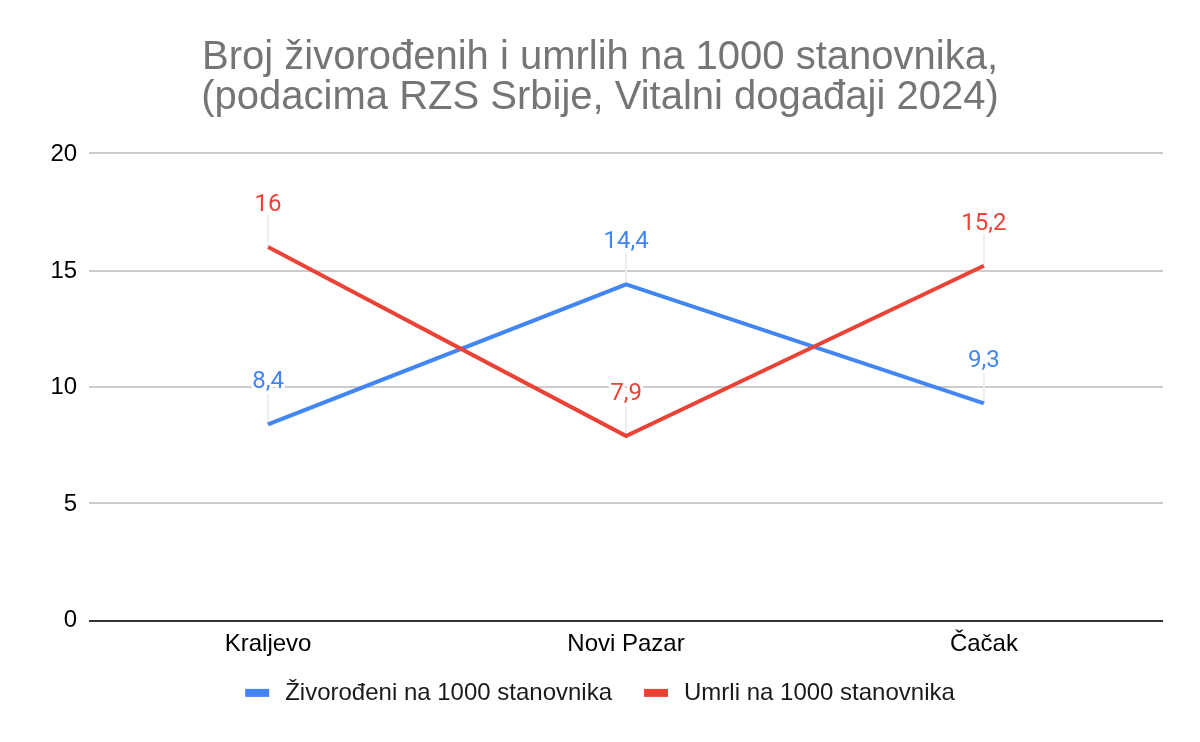 Broj živorođenih i umrlih na 1000 stanovnika,
(podacima RZS Srbije, Vitalni događaji 2024)
20
15
10
5
0
16
14,4
15,2
8,4
7,9
9,3
Kraljevo
Novi Pazar
Čačak
Živorođeni na 1000 stanovnika
Umrli na 1000 stanovnika